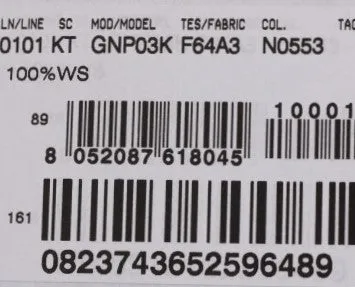 LN/LINE SC MOD/MODEL TES/FABRIC COL. TAG
0101 KT GNP03K F64A3 N0553
100%WS
89
10001
8 052087 618045
161
0823743652596489